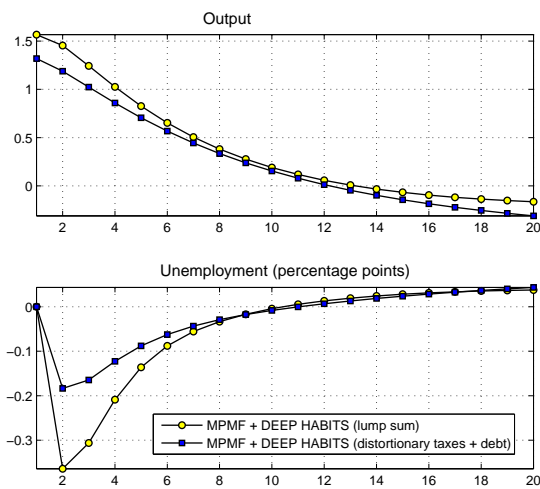 Output
1.5
1
0.5
0
2 4 6 8 10 12 14 16 18 20
Unemployment (percentage points)
0
−0.1
−0.2
−0.3
MPMF + DEEP HABITS (lump sum)
MPMF + DEEP HABITS (distortionary taxes + debt)
2 4 6 8 10 12 14 16 18 20